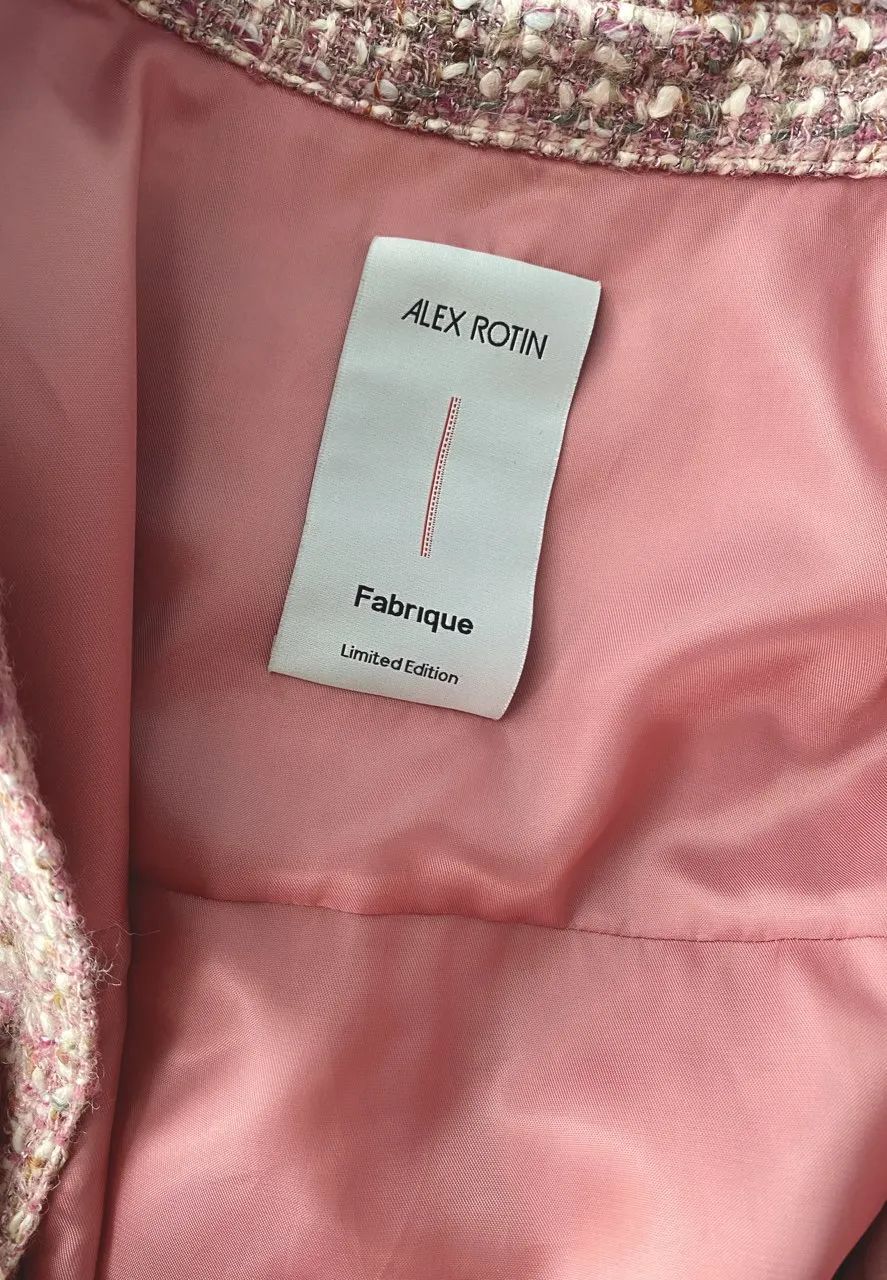 ALEX ROTIN
Fabrique
Limited Edition